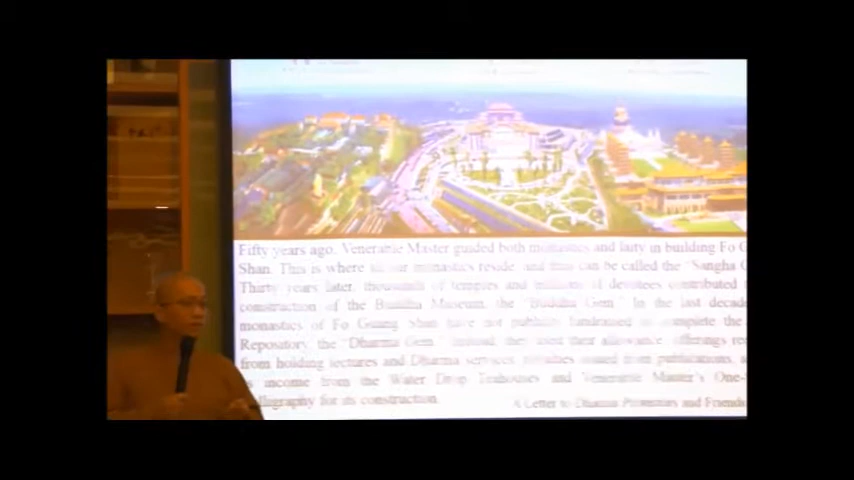 Fifty years ago, Venerable Master guided both monastics and laity in building Fo G
Shan. This is where all our monastics reside and this can be called the "Sangha G
Thirty years later, thousands of temples and millions of devotees contributed t
construction of the Buddha Museum, the "Buddha Gem." In the last decade
monastics of Fo Guang Shan have not publicly fundraised to complete the
Repository, the "Dharma Gem." Instead, they used their allowance, offerings re
from holding lectures and Dharma services, royalties from publications, a
as income from the Water Drop Teahouses and Venerable Master's One-S
alligraphy for its construction.
A Letter to Dharma Protectors and Friends